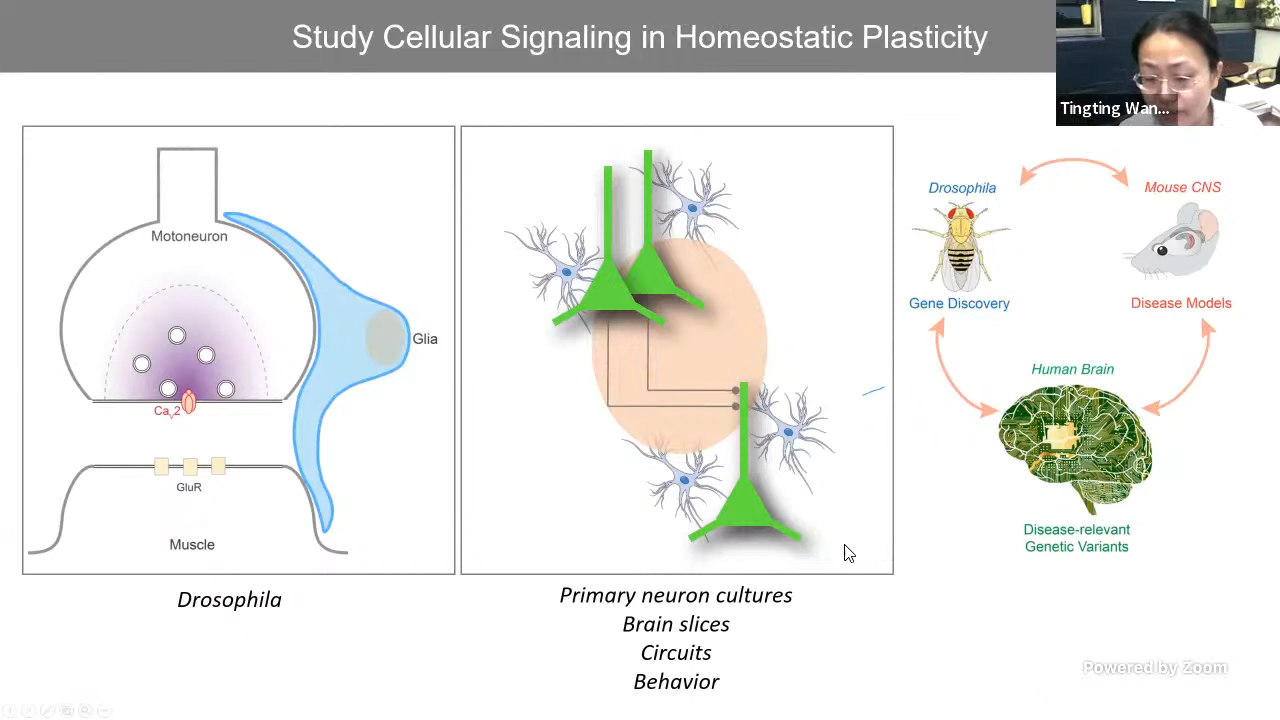 Study Cellular Signaling in Homeostatic Plasticity
Tingting Wan...
Motoneuron
Glia
Cav2
GluR
Muscle
Drosophila
Primary neuron cultures
Brain slices
Circuits
Behavior
Drosophila
Mouse CNS
Gene Discovery
Disease Models
Human Brain
Disease-relevant
Genetic Variants
Powered by Zoom